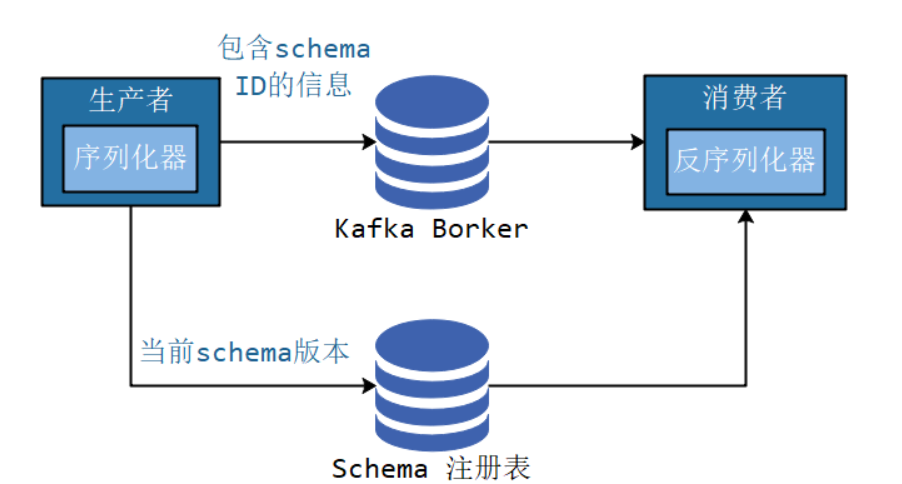 包含schema
ID的信息
生产者
消费者
序列化器
反序列化器
Kafka Borker
当前schema版本
Schema 注册表